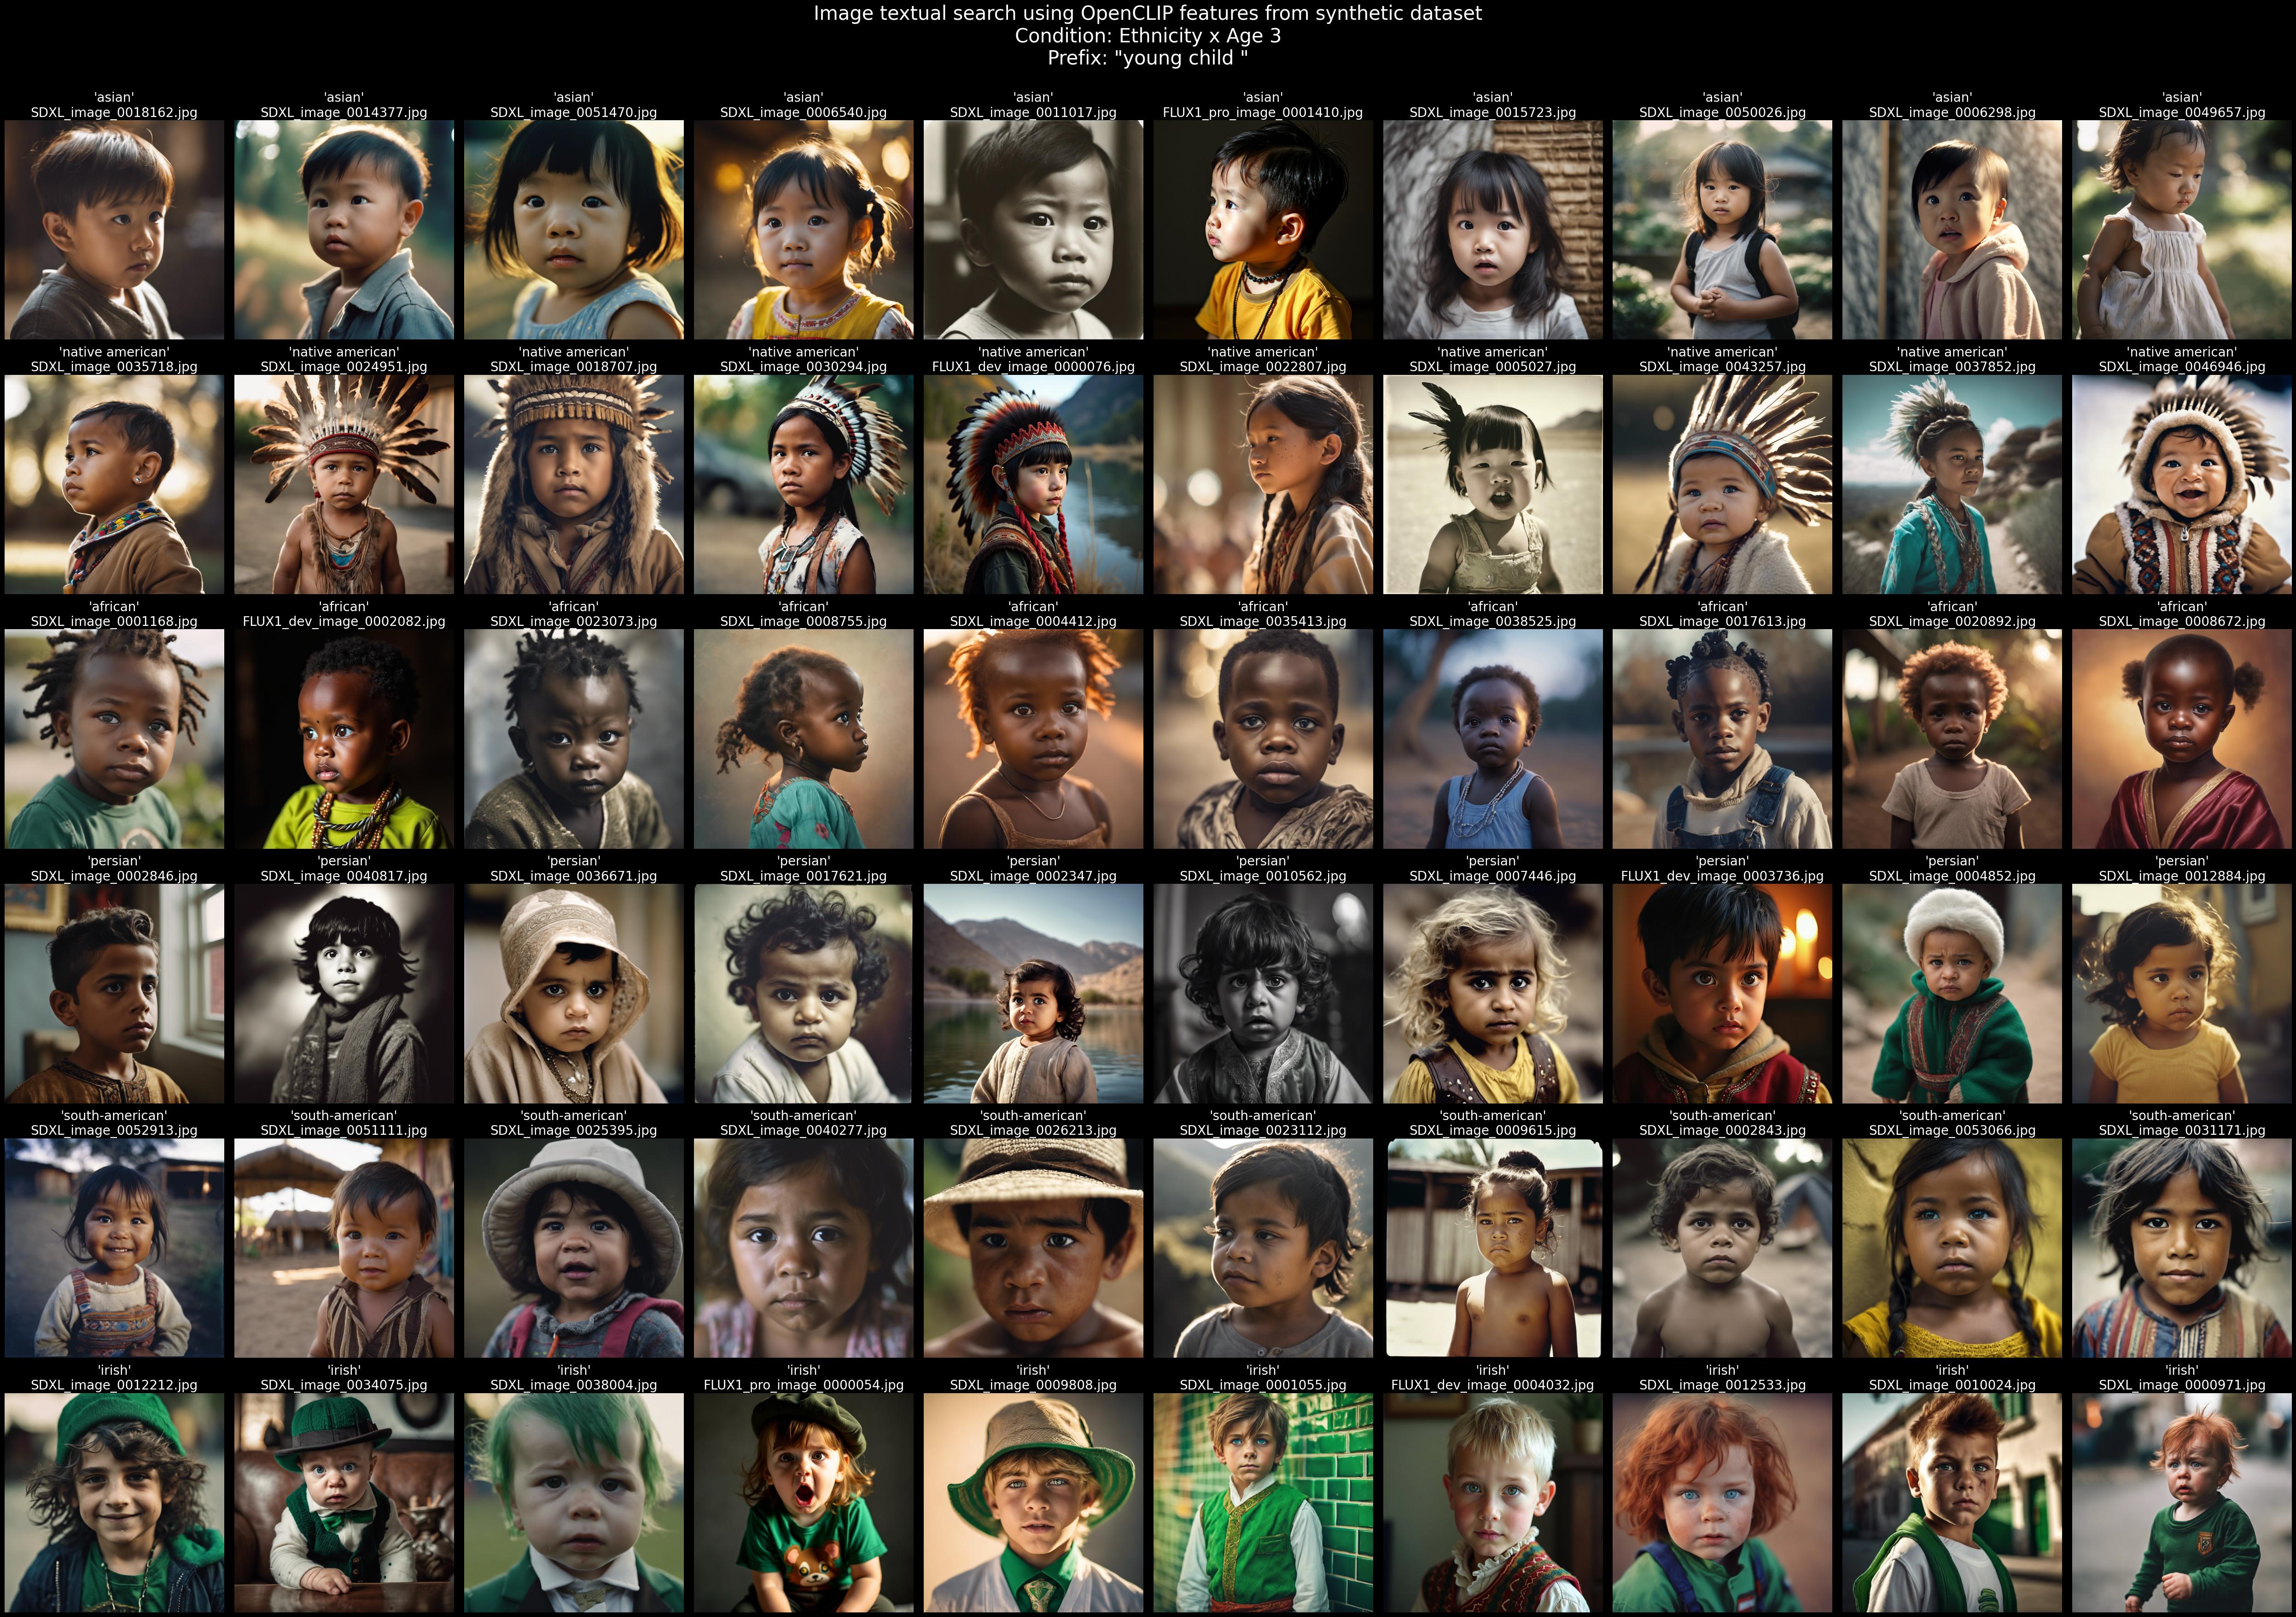 Image textual search using OpenCLIP features from synthetic dataset
Condition: Ethnicity x Age 3
Prefix: "young child "
'asian' 'asian' 'asian' 'asian' 'asian' 'asian' 'asian' 'asian' 'asian' 'asian'
SDXL_image_0018162.jpg SDXL_image_0014377.jpg SDXL_image_0051470.jpg SDXL_image_0006540.jpg SDXL_image_0011017.jpg FLUX1_pro_image_0001410.jpg SDXL_image_0015723.jpg SDXL_image_0050026.jpg SDXL_image_0006298.jpg SDXL_image_0049657.jpg
'native american' 'native american' 'native american' 'native american' 'native american' 'native american' 'native american' 'native american' 'native american' 'native american'
SDXL_image_0035718.jpg SDXL_image_0024951.jpg SDXL_image_0018707.jpg SDXL_image_0030294.jpg FLUX1_dev_image_0000076.jpg SDXL_image_0022807.jpg SDXL_image_0005027.jpg SDXL_image_0043257.jpg SDXL_image_0037852.jpg SDXL_image_0046946.jpg
'african' 'african' 'african' 'african' 'african' 'african' 'african' 'african' 'african' 'african'
SDXL_image_0001168.jpg FLUX1_dev_image_0002082.jpg SDXL_image_0023073.jpg SDXL_image_0008755.jpg SDXL_image_0004412.jpg SDXL_image_0035413.jpg SDXL_image_0038525.jpg SDXL_image_0017613.jpg SDXL_image_0020892.jpg SDXL_image_0008672.jpg
'persian' 'persian' 'persian' 'persian' 'persian' 'persian' 'persian' 'persian' 'persian' 'persian'
SDXL_image_0002846.jpg SDXL_image_0040817.jpg SDXL_image_0036671.jpg SDXL_image_0017621.jpg SDXL_image_0002347.jpg SDXL_image_0010562.jpg SDXL_image_0007446.jpg FLUX1_dev_image_0003736.jpg SDXL_image_0004852.jpg SDXL_image_0012884.jpg
'south-american' 'south-american' 'south-american' 'south-american' 'south-american' 'south-american' 'south-american' 'south-american' 'south-american' 'south-american'
SDXL_image_0052913.jpg SDXL_image_0051111.jpg SDXL_image_0025395.jpg SDXL_image_0040277.jpg SDXL_image_0026213.jpg SDXL_image_0023112.jpg SDXL_image_0009615.jpg SDXL_image_0002843.jpg SDXL_image_0053066.jpg SDXL_image_0031171.jpg
'irish' 'irish' 'irish' 'irish' 'irish' 'irish' 'irish' 'irish' 'irish' 'irish'
SDXL_image_0012212.jpg SDXL_image_0034075.jpg SDXL_image_0038004.jpg FLUX1_pro_image_0000054.jpg SDXL_image_0009808.jpg SDXL_image_0001055.jpg FLUX1_dev_image_0004032.jpg SDXL_image_0012533.jpg SDXL_image_0010024.jpg SDXL_image_0000971.jpg